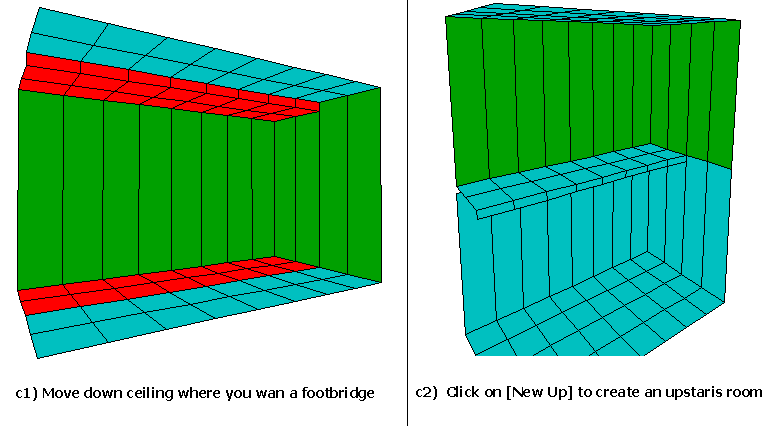 c1) Move down ceiling where you wan a footbridge
c2) Click on [New Up] to create an upstaris room